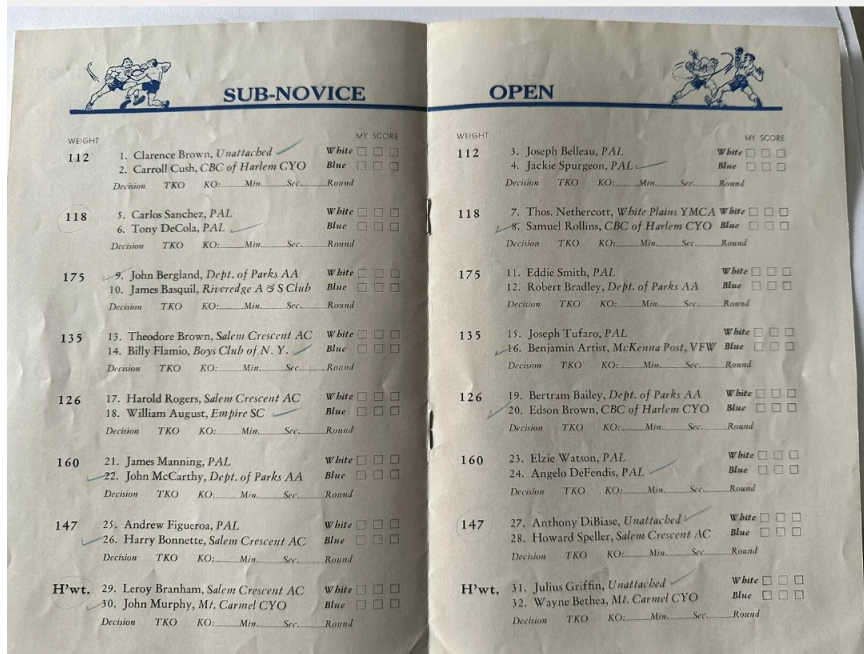 SUB-NOVICE
WEIGHT
MY SCORE
112
1. Clarence Brown, Unattached White
2. Carroll Cush, CBC of Harlem CYO Blue
Decision TKO KO: Min. Sec. Round
118
5. Carlos Sanchez, PAL White
6. Tony DeCola, PAL Blue
Decision TKO KO: Min. Sec. Round
175
9. John Bergland, Dept. of Parks AA White
10. James Basquil, Riveredge A & S Club Blue
Decision TKO KO: Min. Sec. Round
135
13. Theodore Brown, Salem Crescent AC White
14. Billy Flamio, Boys Club of N. Y. Blue
Decision TKO KO: Min. Sec. Round
126
17. Harold Rogers, Salem Crescent AC White
18. William August, Empire SC Blue
Decision TKO KO: Min. Sec. Round
160
21. James Manning, PAL White
22. John McCarthy, Dept. of Parks AA Blue
Decision TKO KO: Min. Sec. Round
147
25. Andrew Figueroa, PAL White
26. Harry Bonnette, Salem Crescent AC Blue
Decision TKO KO: Min. Sec. Round
H'wt.
29. Leroy Branham, Salem Crescent AC White
30. John Murphy, Mt. Carmel CYO Blue
Decision TKO KO: Min. Sec. Round
OPEN
WEIGHT
MY SCORE
112
3. Joseph Belleau, PAL White
4. Jackie Spurgeon, PAL Blue
Decision TKO KO: Min. Sec. Round
118
7. Thos. Nethercott, White Plains YMCA White
8. Samuel Rollins, CBC of Harlem CYO Blue
Decision TKO KO: Min. Sec. Round
175
11. Eddie Smith, PAL White
12. Robert Bradley, Dept. of Parks AA Blue
Decision TKO KO: Min. Sec. Round
135
15. Joseph Tufaro, PAL White
16. Benjamin Artist, McKenna Post, VFW Blue
Decision TKO KO: Min. Sec. Round
126
19. Bertram Bailey, Dept. of Parks AA White
20. Edson Brown, CBC of Harlem CYO Blue
Decision TKO KO: Min. Sec. Round
160
23. Elzie Watson, PAL White
24. Angelo DeFendis, PAL Blue
Decision TKO KO: Min. Sec. Round
147
27. Anthony DiBiase, Unattached White
28. Howard Speller, Salem Crescent AC Blue
Decision TKO KO: Min. Sec. Round
H'wt.
31. Julius Griffin, Unattached White
32. Wayne Bethea, Mt. Carmel CYO Blue
Decision TKO KO: Min. Sec. Round